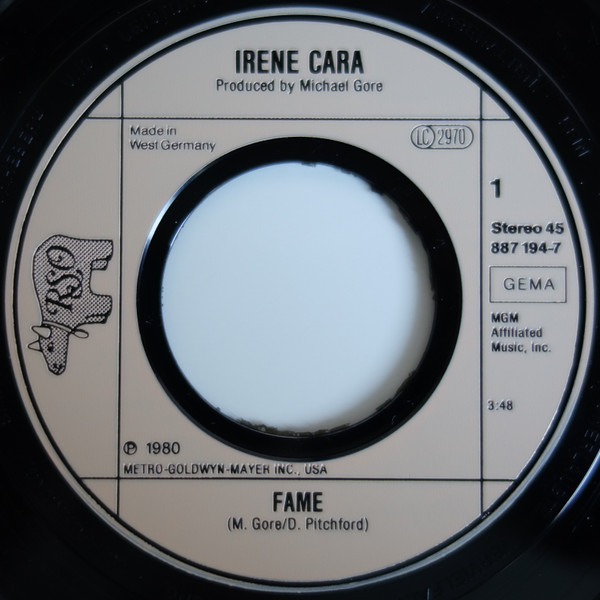 IRENE CARA
Produced by Michael Gore
Made in
West Germany
LC 2970
1
Stereo 45
887 194-7
GEMA
MGM
Affiliated
Music, Inc.
3:48
RSO
℗ 1980
METRO-GOLDWYN-MAYER INC., USA
FAME
(M. Gore/D. Pitchford)